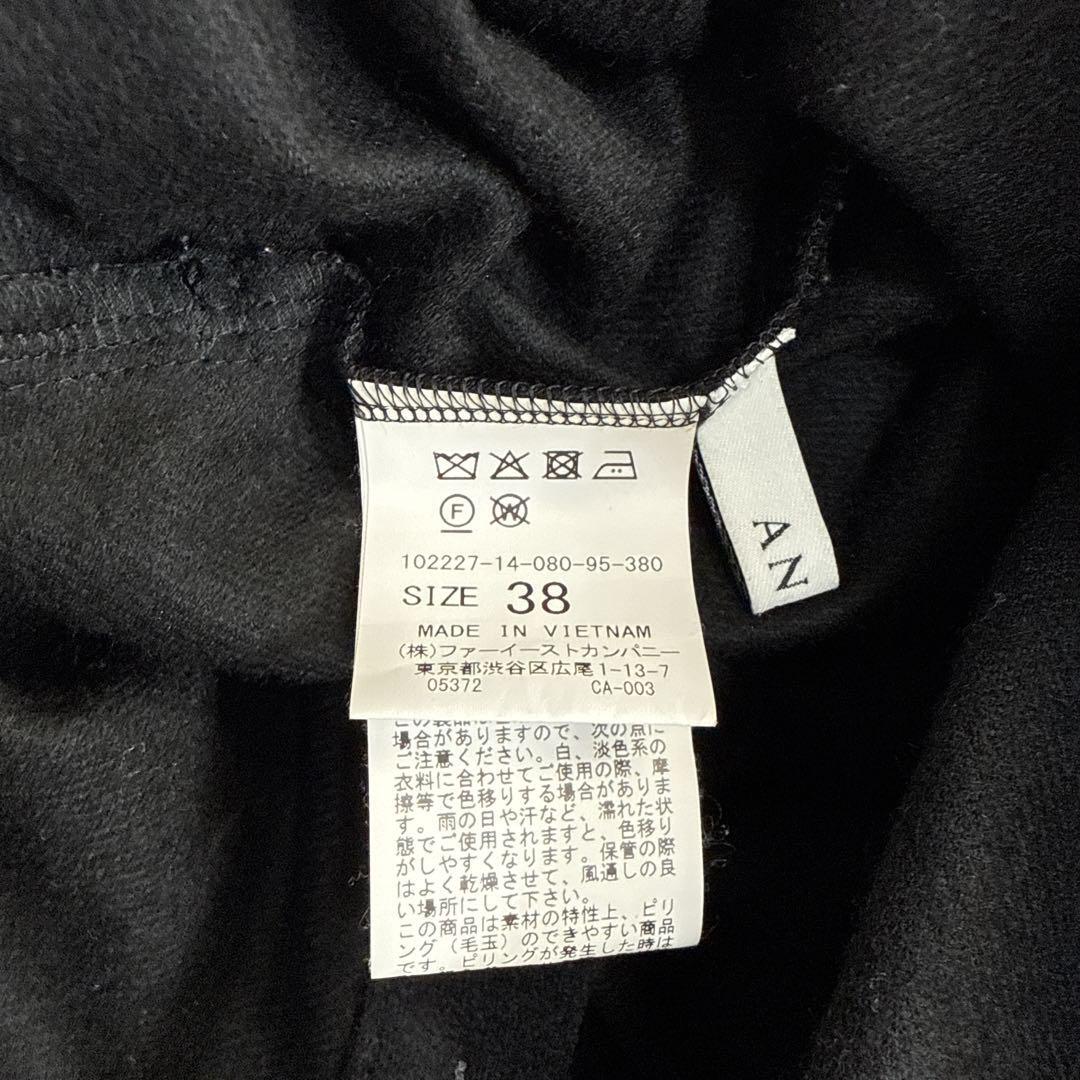 F W
102227-14-080-95-380
SIZE 38
MADE IN VIETNAM
(株)ファーイーストカンパニー
東京都渋谷区広尾1-13-7
05372 CA-003
AN
この製品は
場合がありますので、次の点に
ご注意ください。白、淡色系の
衣料に合わせてご使用の際、摩
擦等で色移りする場合がありま
す。雨の日や汗など、濡れた状
態でご使用されますと、色移り
がしやすくなります。保管の際
はよく乾燥させて、風通しの良
い場所にして下さい。
この商品は素材の特性上、ピリ
ング（毛玉）のできやすい商品
です。ピリングが発生した時は